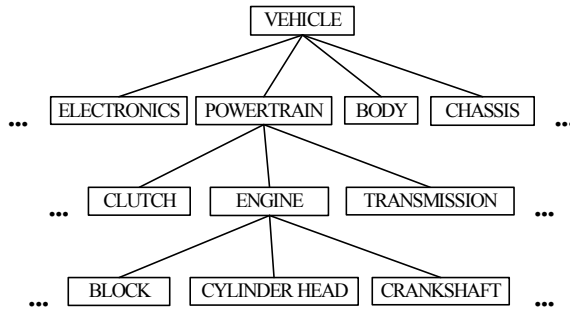 VEHICLE
... ELECTRONICS POWERTRAIN BODY CHASSIS ...
... CLUTCH ENGINE TRANSMISSION ...
... BLOCK CYLINDER HEAD CRANKSHAFT ...